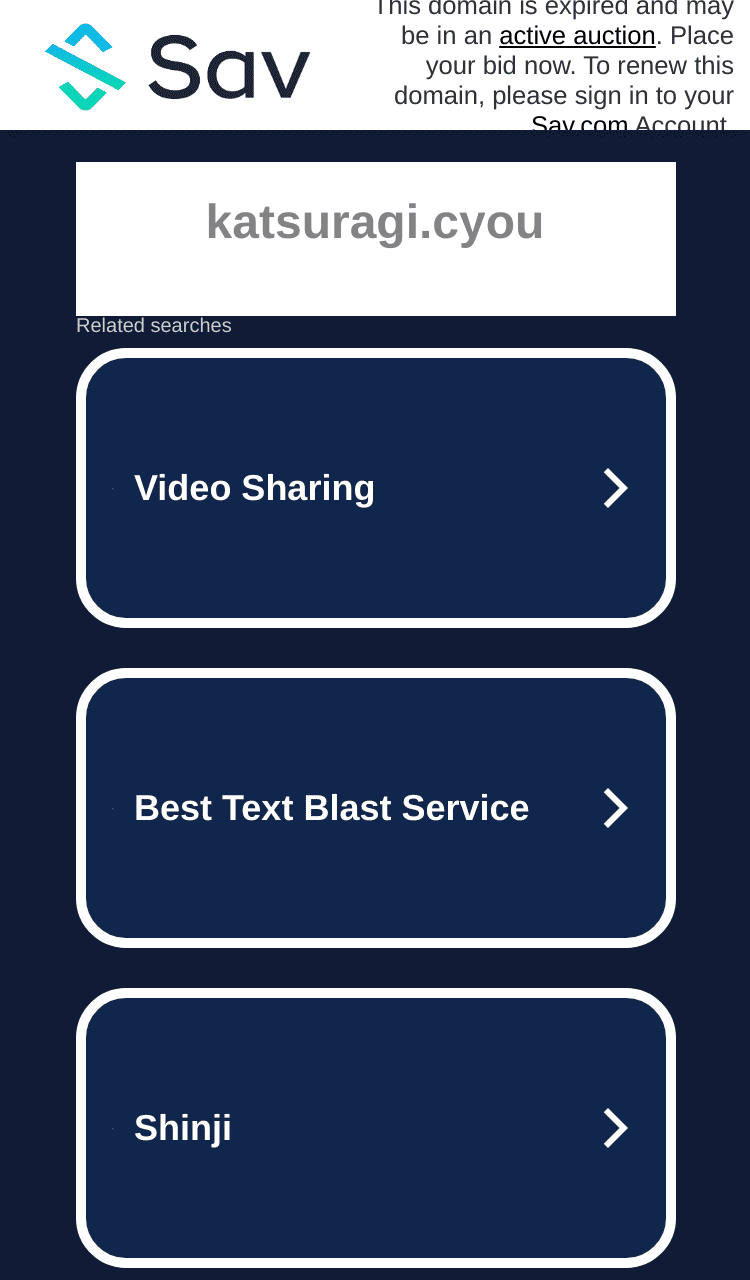 Sav
This domain is expired and may
be in an active auction. Place
your bid now. To renew this
domain, please sign in to your
Sav.com Account.
katsuragi.cyou
Related searches
Video Sharing
Best Text Blast Service
Shinji